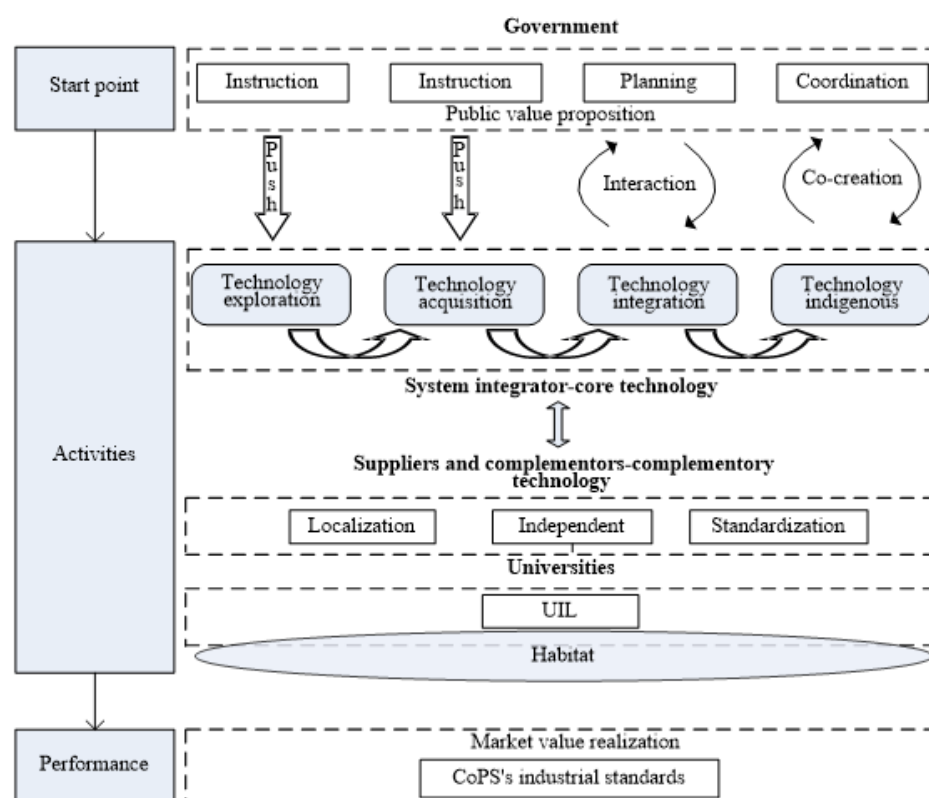 Government
Start point
Instruction
Instruction
Planning
Coordination
Public value proposition
Push
Push
Interaction
Co-creation
Technology
exploration
Technology
acquisition
Technology
integration
Technology
indigenous
System integrator-core technology
Activities
Suppliers and complementors-complementory
technology
Localization
Independent
Standardization
Universities
UIL
Habitat
Market value realization
Performance
CoPS's industrial standards